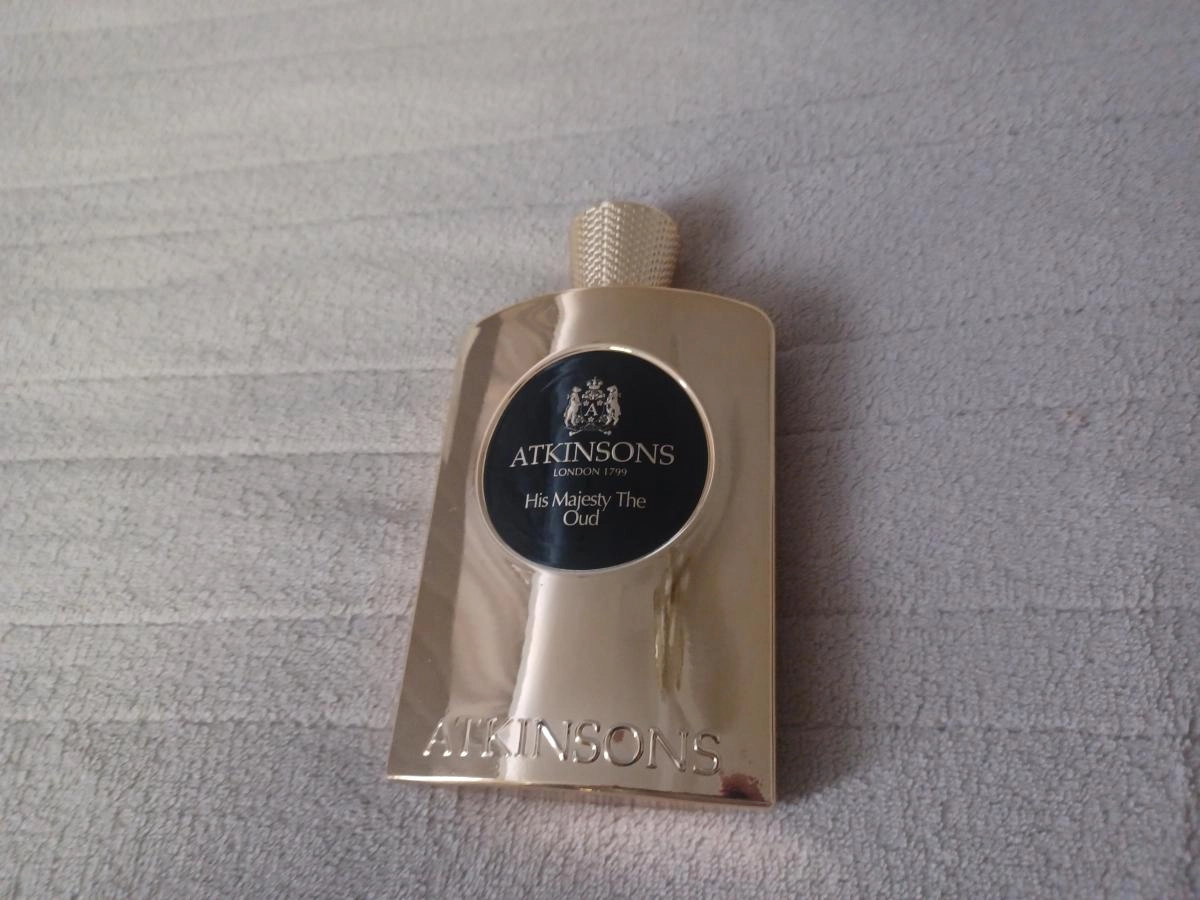 A
ATKINSONS
LONDON 1799
His Majesty The
Oud
ATKINSONS